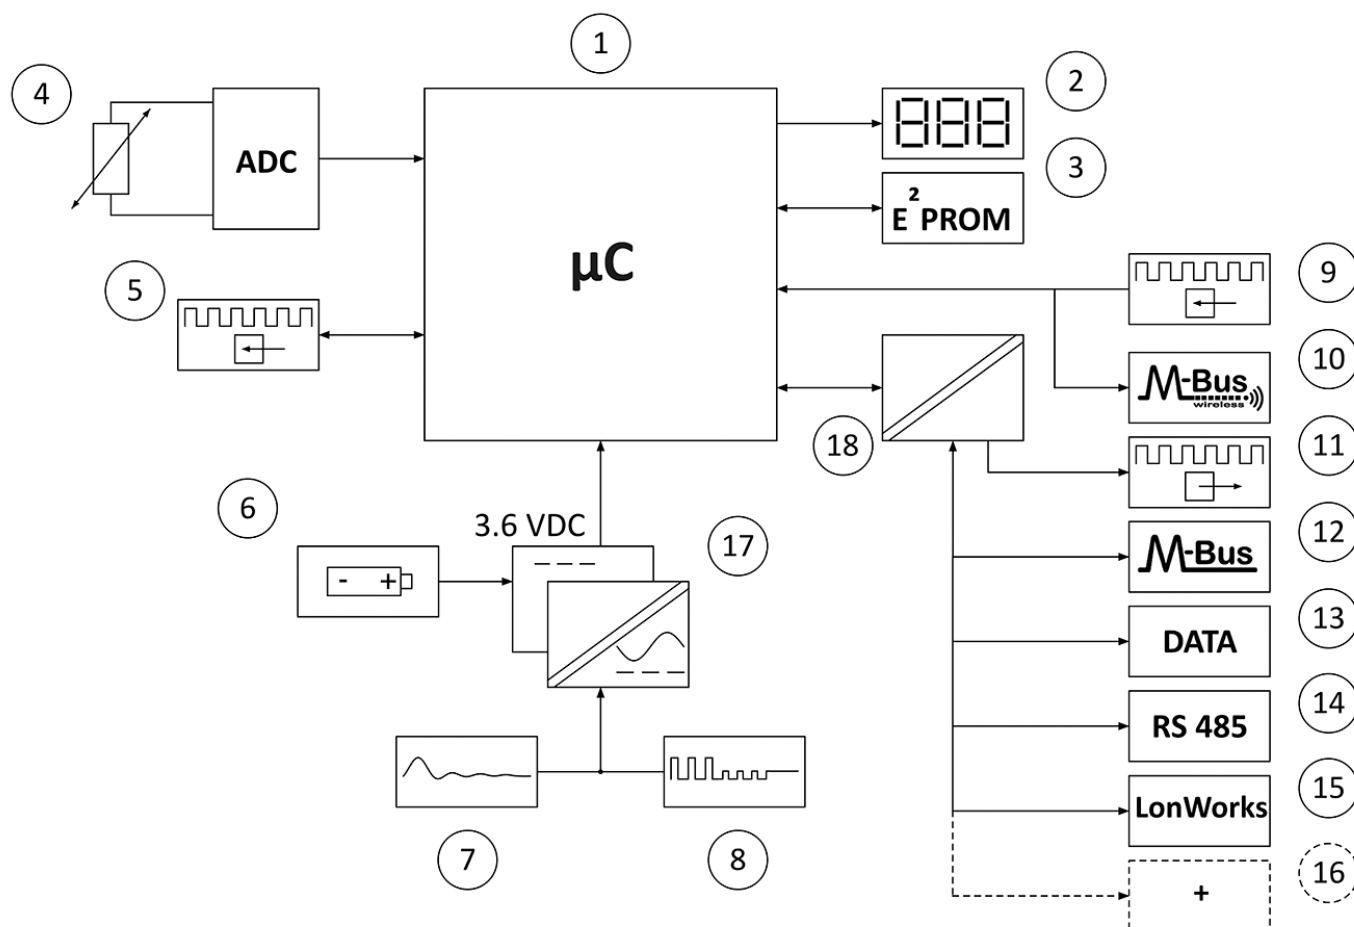 1
2
888
3
E² PROM
4
ADC
µC
5
9
10
M-Bus
wireless
18
11
6
- +
3.6 VDC
17
12
M-Bus
13
DATA
14
RS 485
7
8
15
LonWorks
16
+